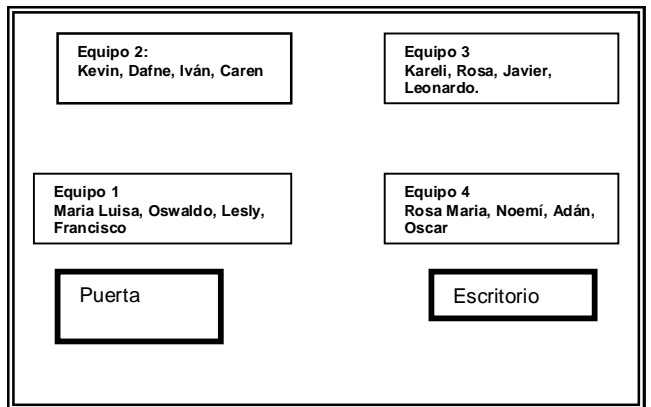 Equipo 2:
Kevin, Dafne, Iván, Caren
Equipo 3
Kareli, Rosa, Javier,
Leonardo.
Equipo 1
Maria Luisa, Oswaldo, Lesly,
Francisco
Equipo 4
Rosa Maria, Noemí, Adán,
Oscar
Puerta
Escritorio